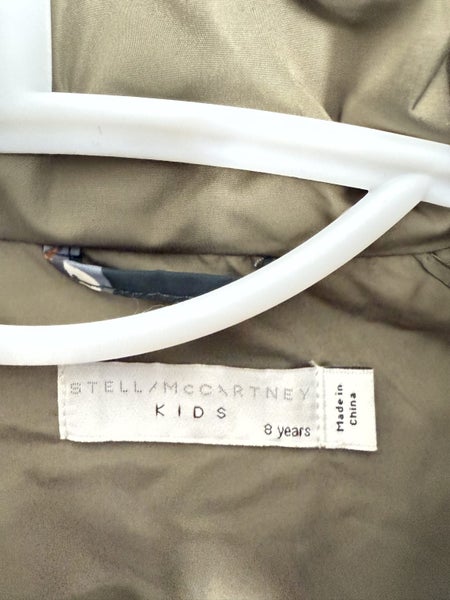 STELLA McCARTNEY
KIDS
8 years
Made in
China